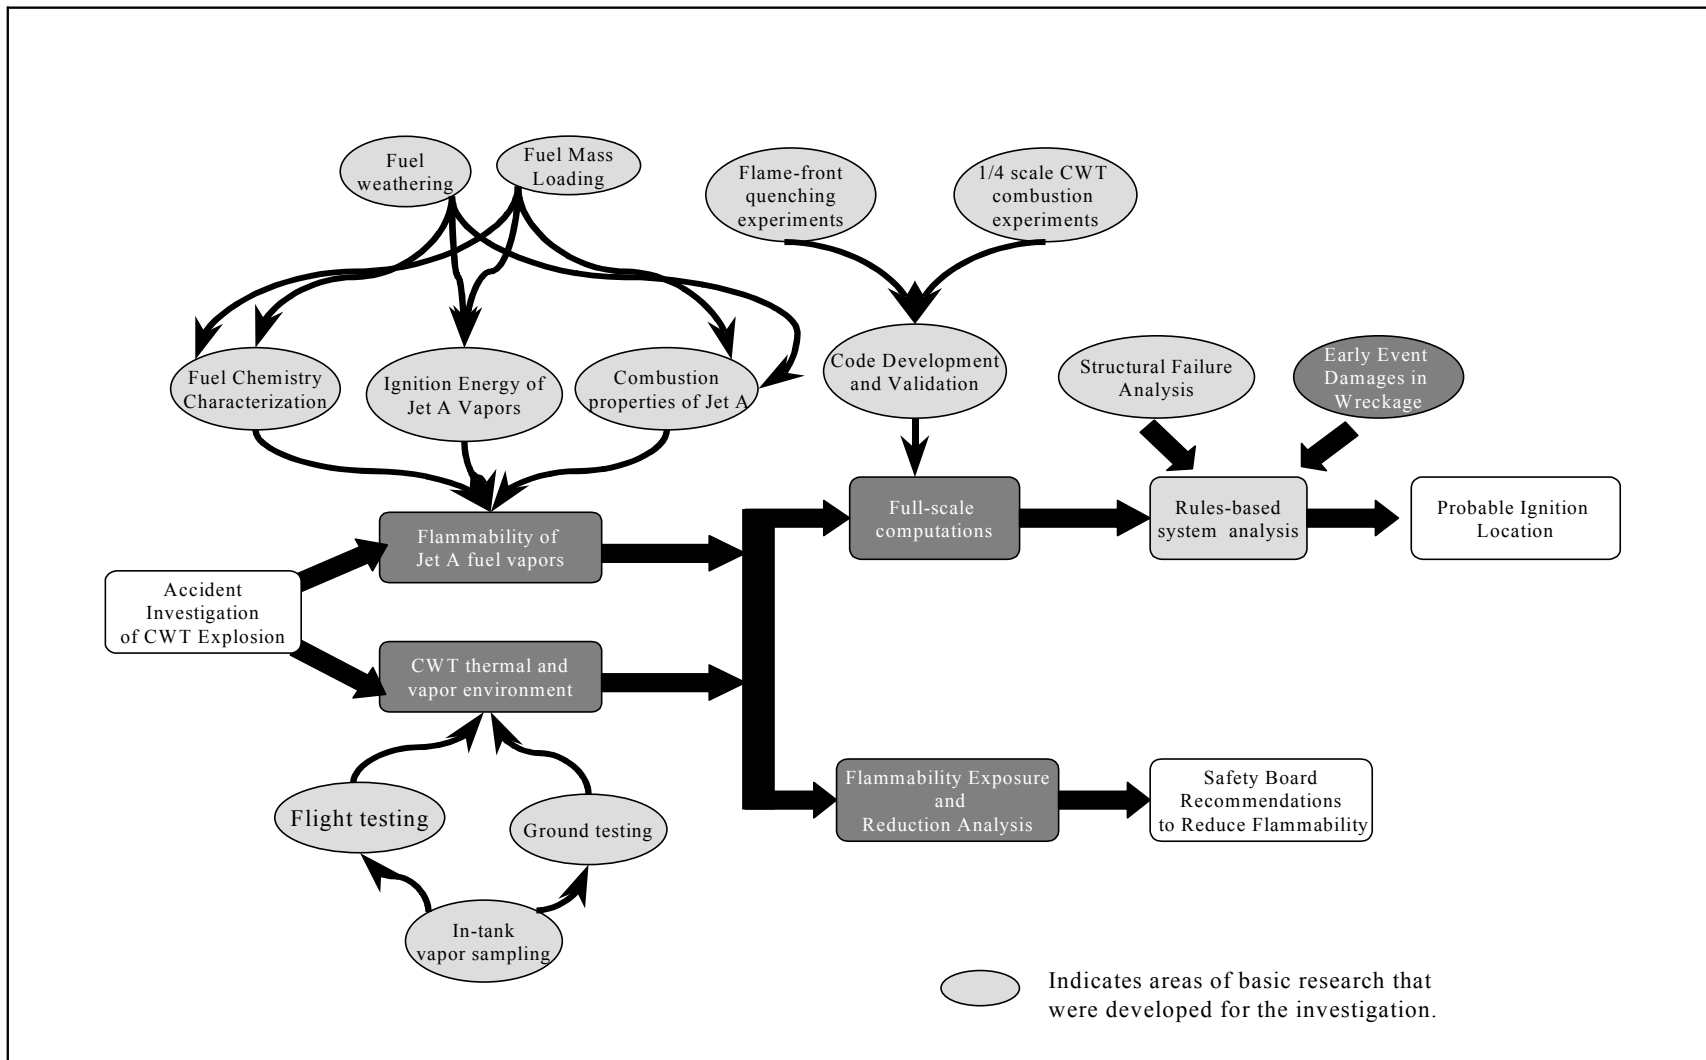 Fuel
weathering
Fuel Mass
Loading
Flame-front
quenching
experiments
1/4 scale CWT
combustion
experiments
Fuel Chemistry
Characterization
Ignition Energy of
Jet A Vapors
Combustion
properties of Jet A
Code Development
and Validation
Structural Failure
Analysis
Early Event
Damages in
Wreckage
Flammability of
Jet A fuel vapors
Full-scale
computations
Rules-based
system analysis
Probable Ignition
Location
Accident
Investigation
of CWT Explosion
CWT thermal and
vapor environment
Flammability Exposure
and
Reduction Analysis
Safety Board
Recommendations
to Reduce Flammability
Flight testing
Ground testing
In-tank
vapor sampling
Indicates areas of basic research that
were developed for the investigation.